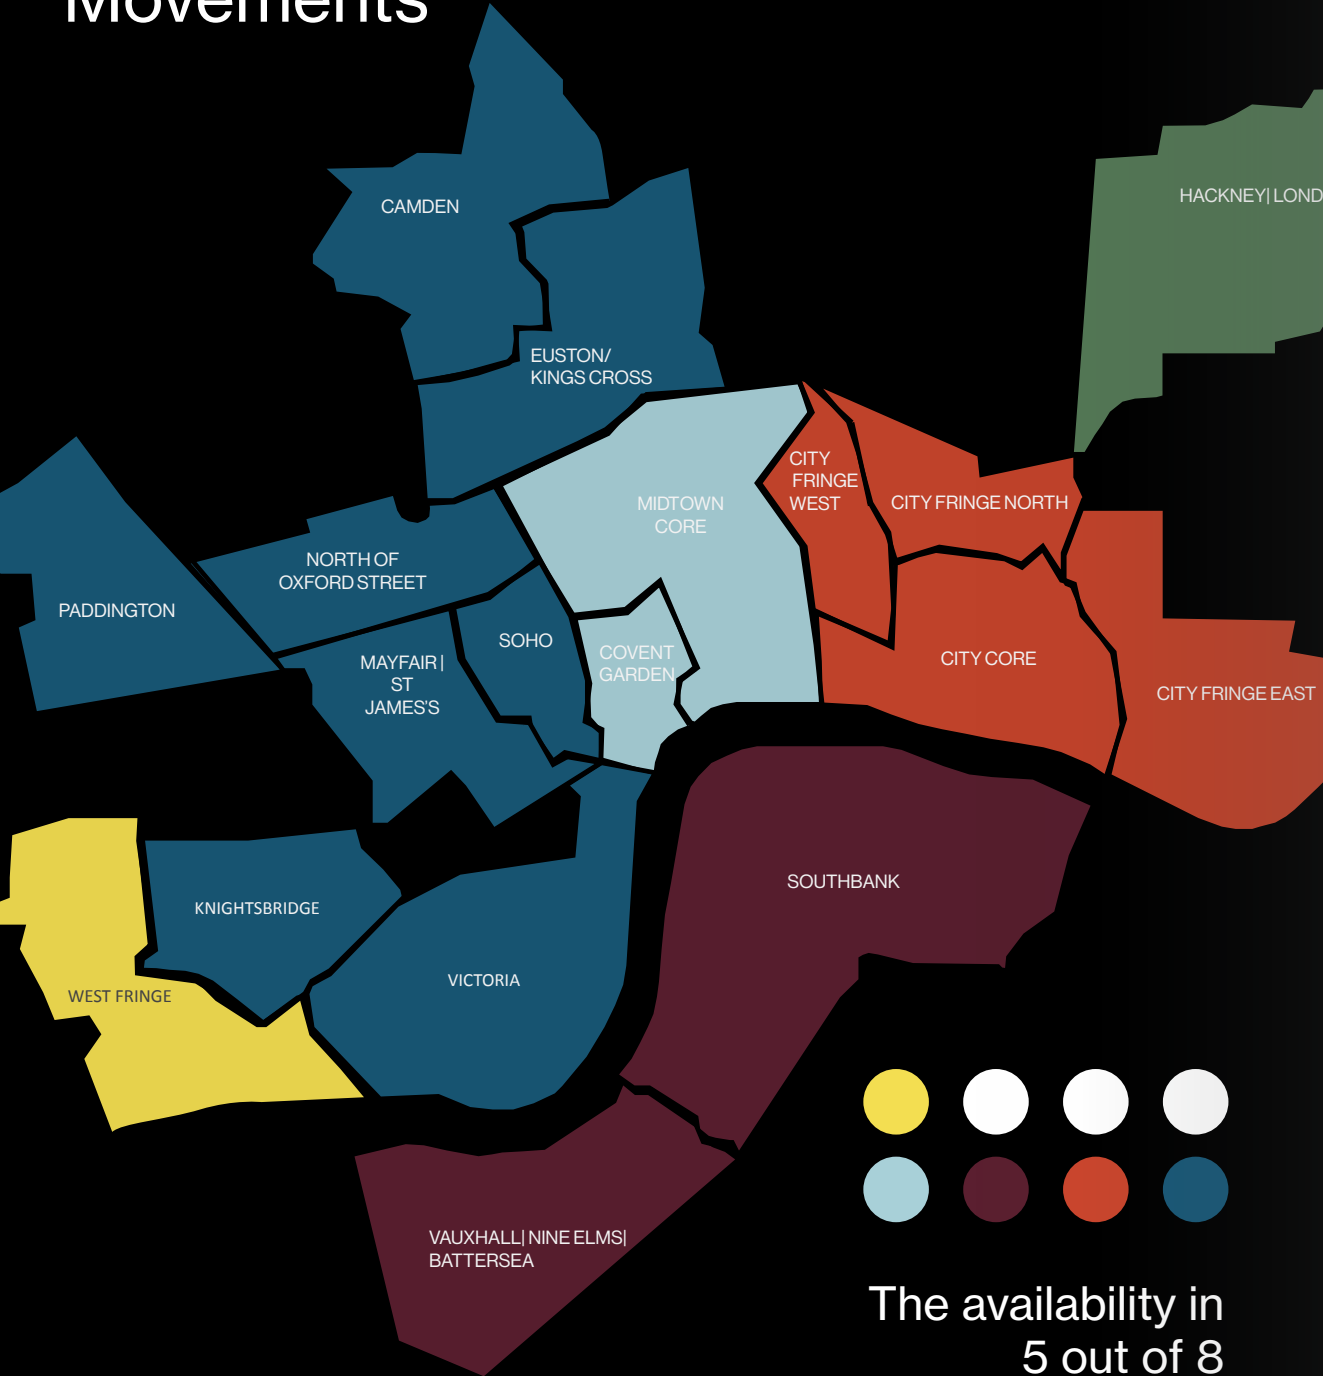 Movements
CAMDEN
HACKNEY| LOND
EUSTON/
KINGS CROSS
CITY
FRINGE
WEST
MIDTOWN
CORE
CITY FRINGE NORTH
NORTH OF
OXFORD STREET
PADDINGTON
SOHO
COVENT
GARDEN
MAYFAIR |
ST
JAMES'S
CITY CORE
CITY FRINGE EAST
SOUTHBANK
KNIGHTSBRIDGE
VICTORIA
WEST FRINGE
VAUXHALL| NINE ELMS|
BATTERSEA
The availability in
5 out of 8